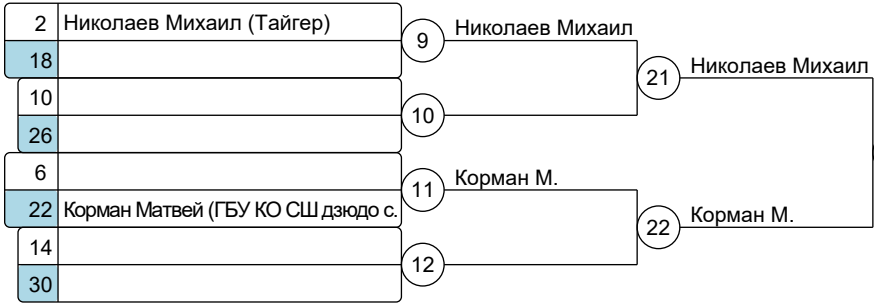 2 Николаев Михаил (Тайгер)
9 Николаев Михаил
18
21 Николаев Михаил
10
10
26
6
11 Корман М.
22 Корман Матвей (ГБУ КО СШ дзюдо с.
22 Корман М.
14
12
30